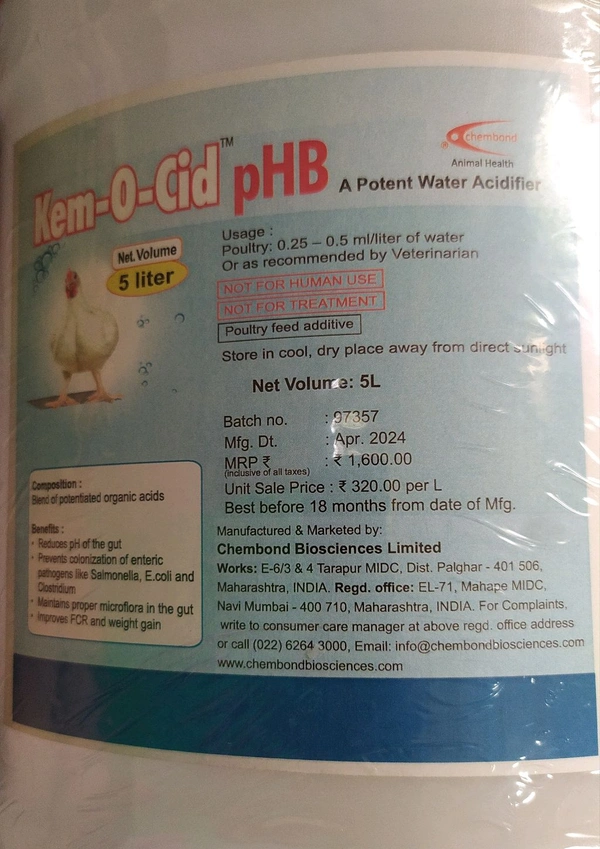 chembond
®
Animal Health
Kem-O-Cid™ pHB
A Potent Water Acidifier
Net.Volume
5 liter
Usage :
Poultry: 0.25 – 0.5 ml/liter of water
Or as recommended by Veterinarian
NOT FOR HUMAN USE
NOT FOR TREATMENT
Poultry feed additive
Store in cool, dry place away from direct sunlight
Net Volume: 5L
Batch no. : 97357
Mfg. Dt. : Apr. 2024
MRP ₹ : ₹ 1,600.00
(inclusive of all taxes)
Unit Sale Price : ₹ 320.00 per L
Best before 18 months from date of Mfg.
Composition :
Blend of potentiated organic acids
Benefits :
• Reduces pH of the gut
• Prevents colonization of enteric
pathogens like Salmonella, E.coli and
Clostridium
• Maintains proper microflora in the gut
• Improves FCR and weight gain
Manufactured & Marketed by:
Chembond Biosciences Limited
Works: E-6/3 & 4 Tarapur MIDC, Dist. Palghar - 401 506,
Maharashtra, INDIA. Regd. office: EL-71, Mahape MIDC,
Navi Mumbai - 400 710, Maharashtra, INDIA. For Complaints,
write to consumer care manager at above regd. office address
or call (022) 6264 3000, Email: info@chembondbiosciences.com
www.chembondbiosciences.com